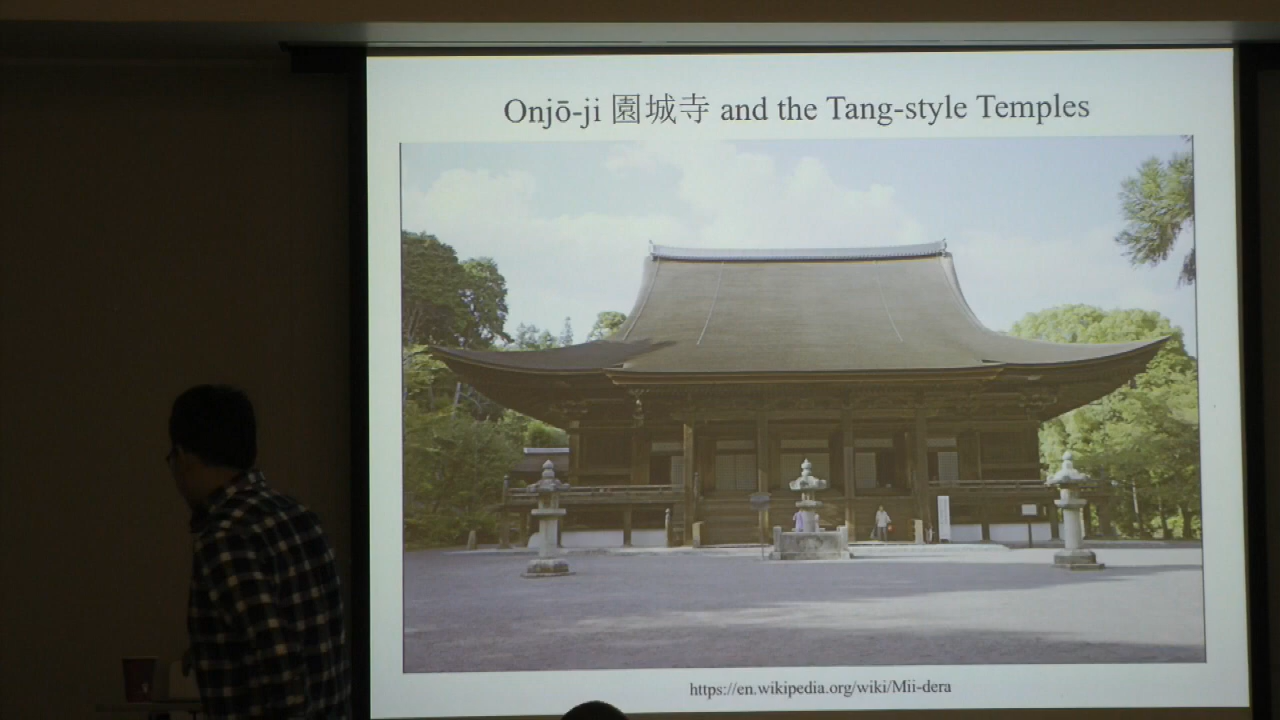 Onjō-ji 園城寺 and the Tang-style Temples
https://en.wikipedia.org/wiki/Mii-dera